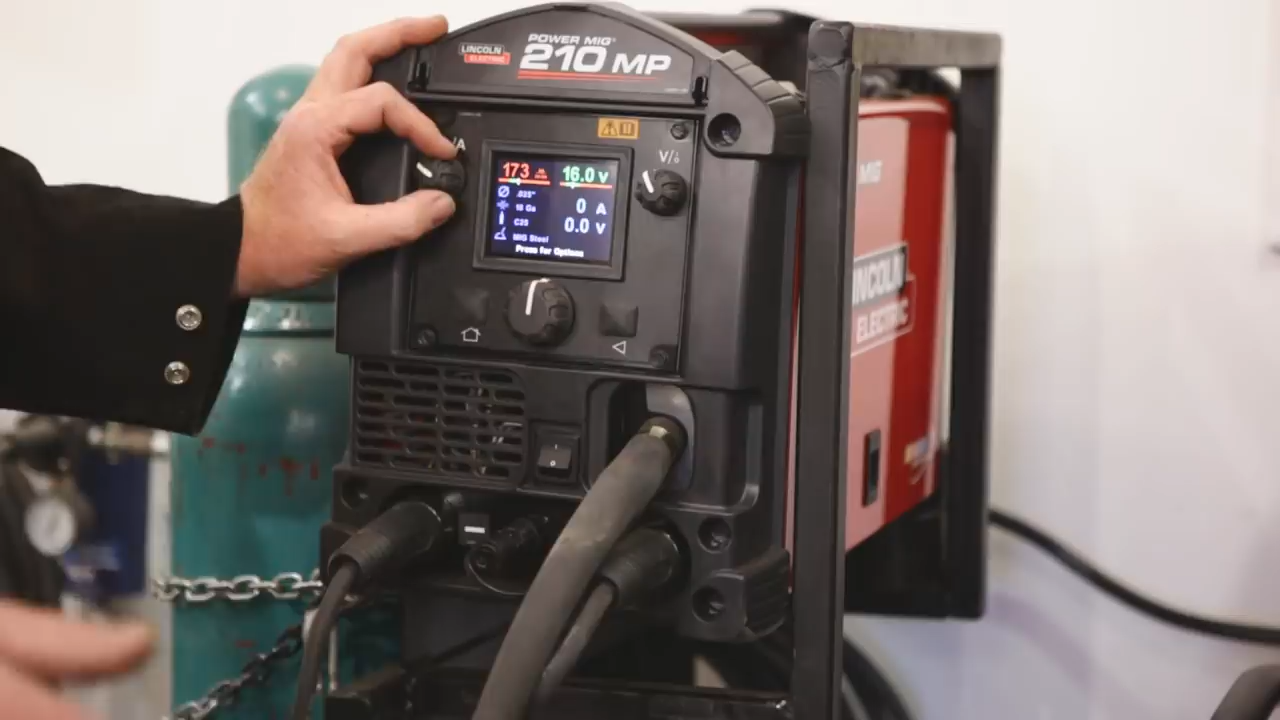 POWER MIG®
LINCOLN
ELECTRIC
210 MP
/A
V/
173
16.0 V
.035"
18 Ga
0 A
C25
0.0 V
MIG Steel
Press for Options
MIG
LINCOLN
ELECTRIC